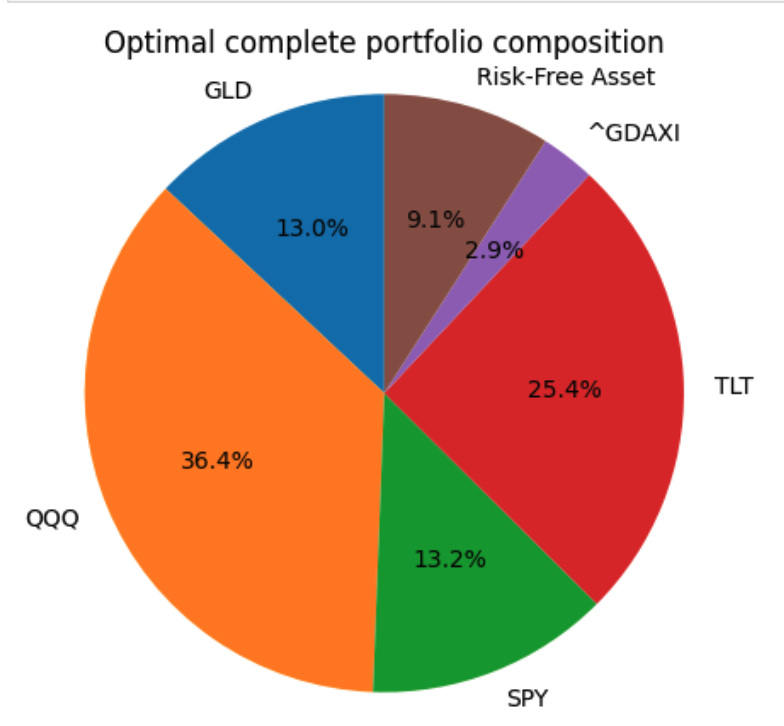 Optimal complete portfolio composition
Risk-Free Asset
GLD
^GDAXI
9.1%
13.0%
2.9%
TLT
25.4%
36.4%
QQQ
13.2%
SPY